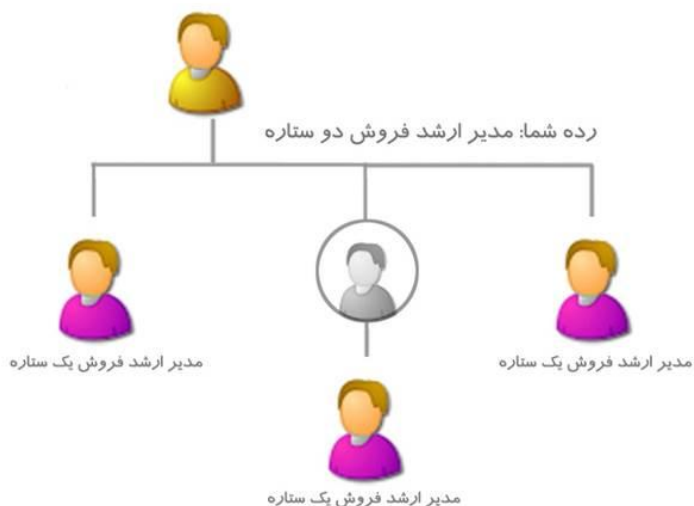 رده شما: مدیر ارشد فروش دو ستاره
مدیر ارشد فروش یک ستاره
مدیر ارشد فروش یک ستاره
مدیر ارشد فروش یک ستاره